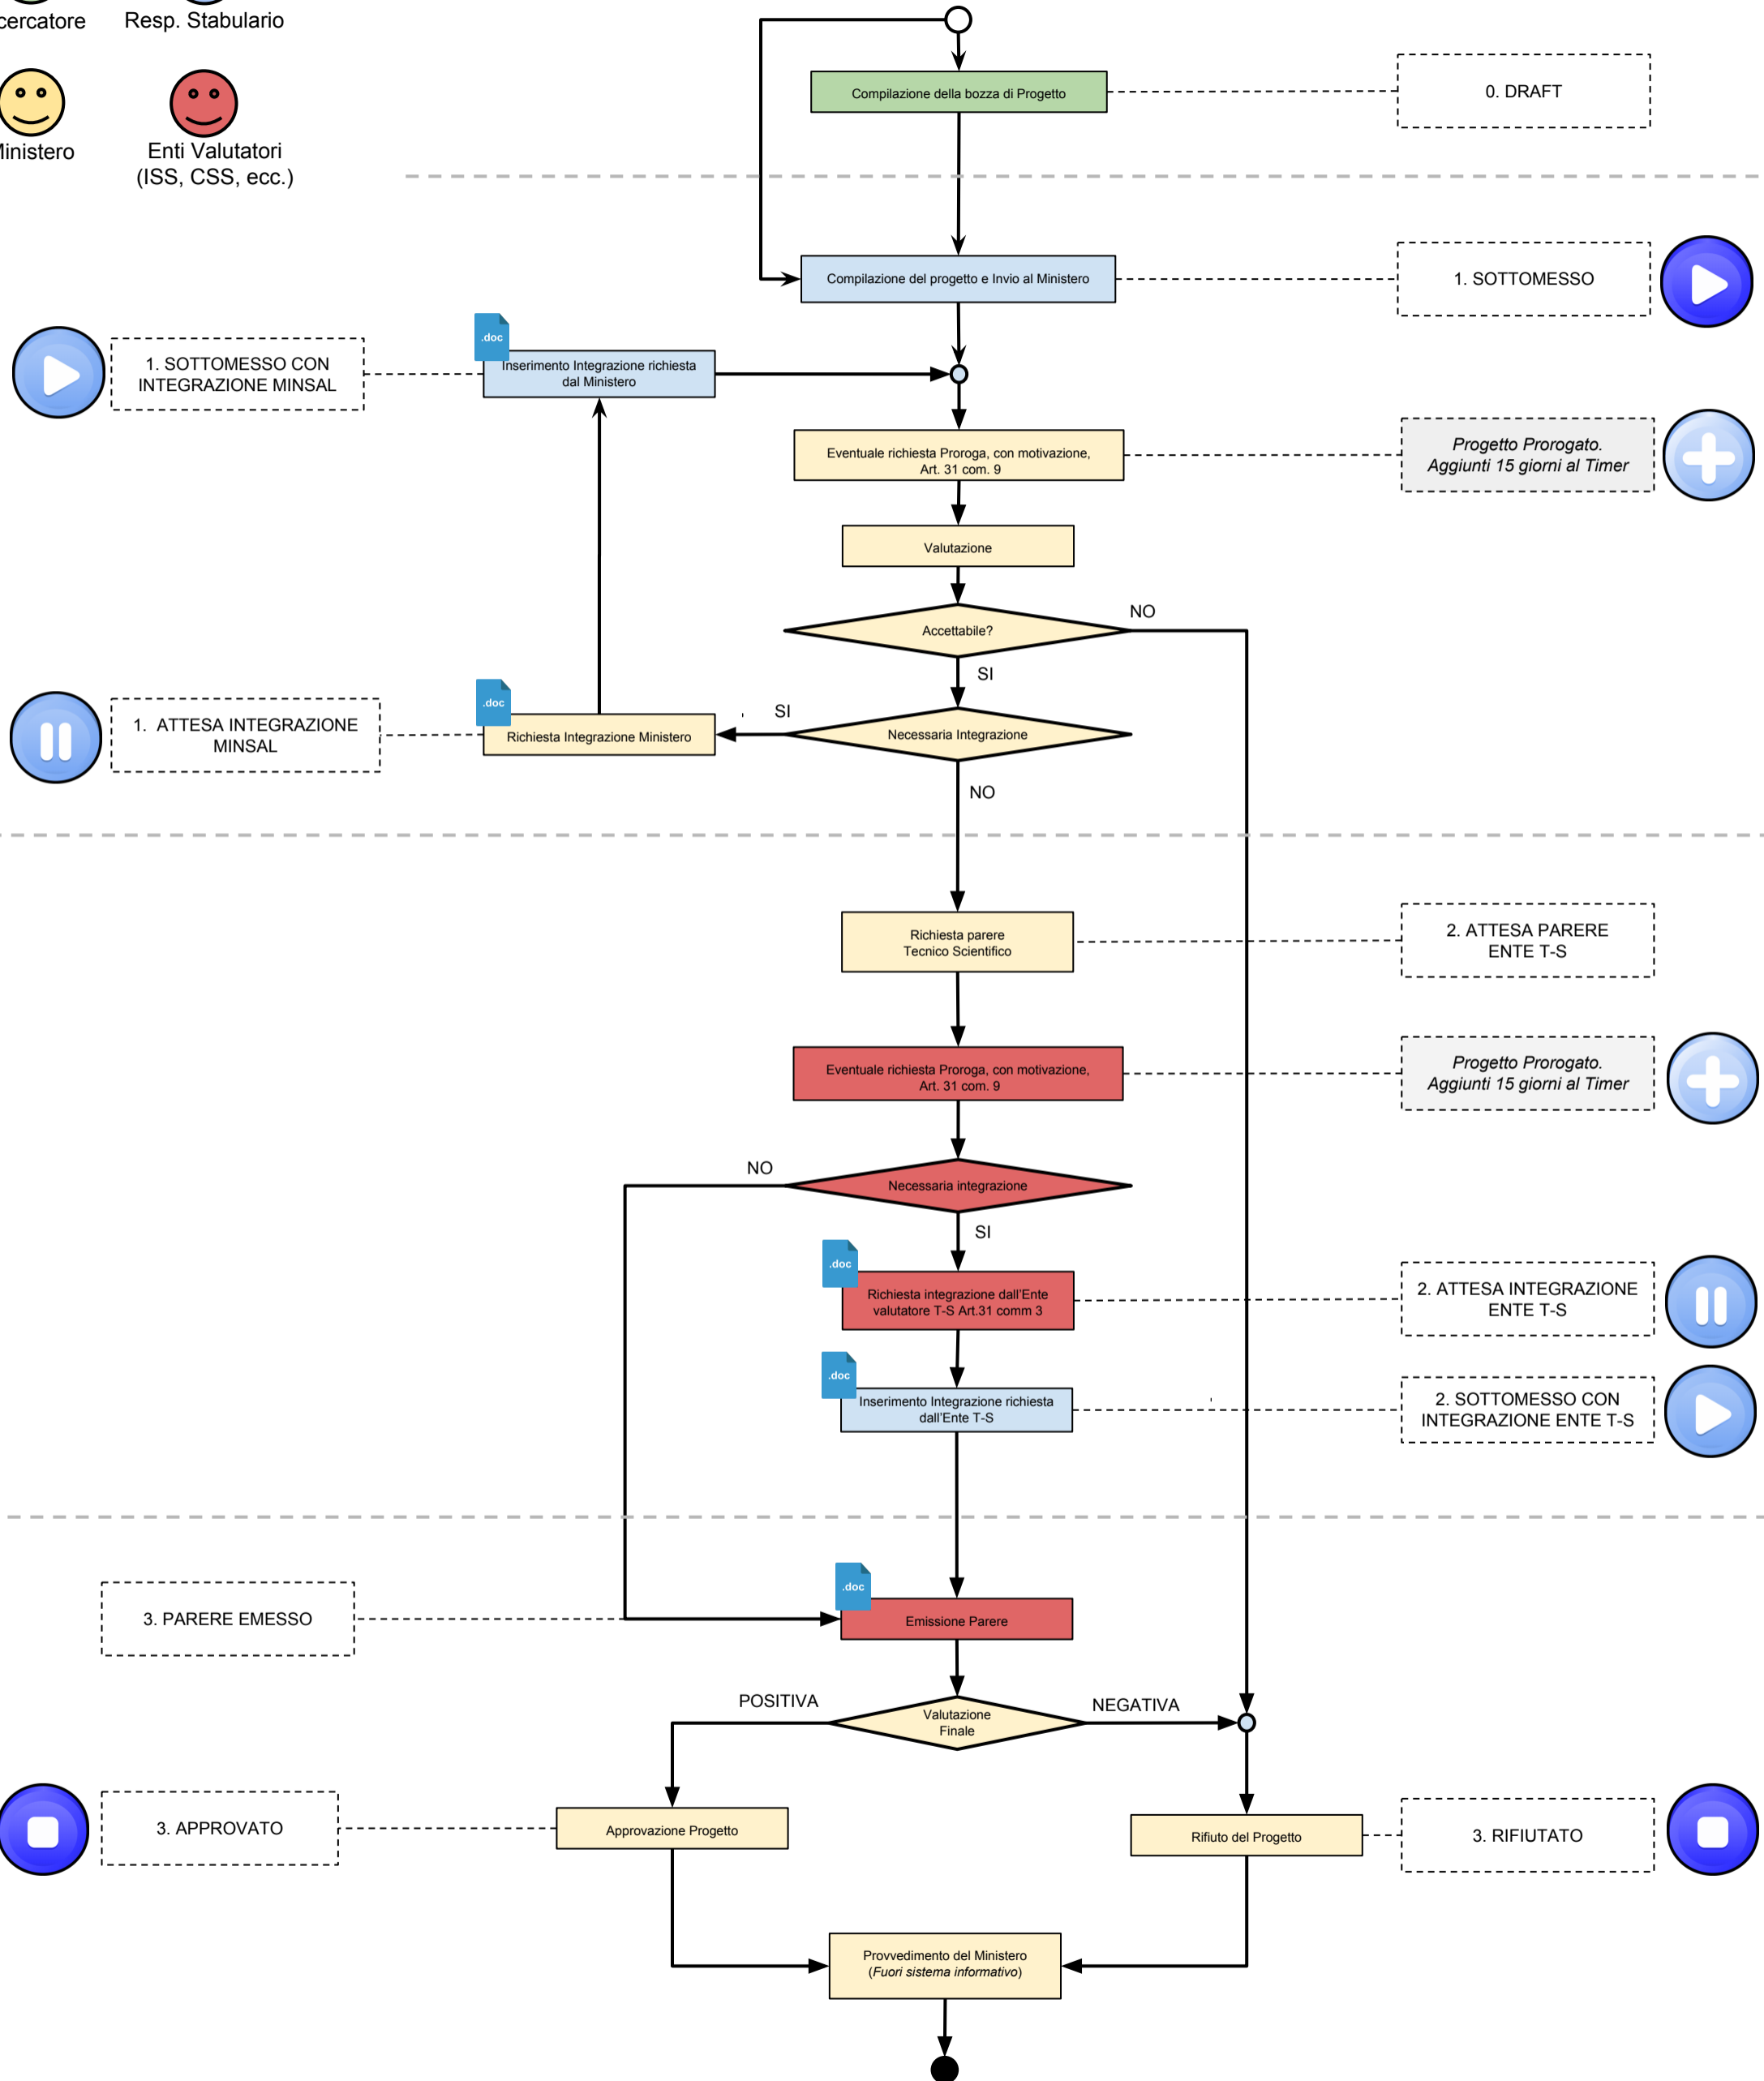 cercatore
Resp. Stabulario
Ministero
Enti Valutatori
(ISS, CSS, ecc.)
Compilazione della bozza di Progetto
0. DRAFT
Compilazione del progetto e Invio al Ministero
1. SOTTOMESSO
1. SOTTOMESSO CON
INTEGRAZIONE MINSAL
.doc
Inserimento Integrazione richiesta
dal Ministero
Eventuale richiesta Proroga, con motivazione,
Art. 31 com. 9
Progetto Prorogato.
Aggiunti 15 giorni al Timer
Valutazione
Accettabile?
NO
SI
1. ATTESA INTEGRAZIONE
MINSAL
.doc
Richiesta Integrazione Ministero
SI
Necessaria Integrazione
NO
Richiesta parere
Tecnico Scientifico
2. ATTESA PARERE
ENTE T-S
Eventuale richiesta Proroga, con motivazione,
Art. 31 com. 9
Progetto Prorogato.
Aggiunti 15 giorni al Timer
NO
Necessaria integrazione
SI
.doc
Richiesta integrazione dall'Ente
valutatore T-S Art.31 comm 3
2. ATTESA INTEGRAZIONE
ENTE T-S
.doc
Inserimento Integrazione richiesta
dall'Ente T-S
2. SOTTOMESSO CON
INTEGRAZIONE ENTE T-S
3. PARERE EMESSO
.doc
Emissione Parere
POSITIVA
Valutazione
Finale
NEGATIVA
3. APPROVATO
Approvazione Progetto
Rifiuto del Progetto
3. RIFIUTATO
Provvedimento del Ministero
(Fuori sistema informativo)